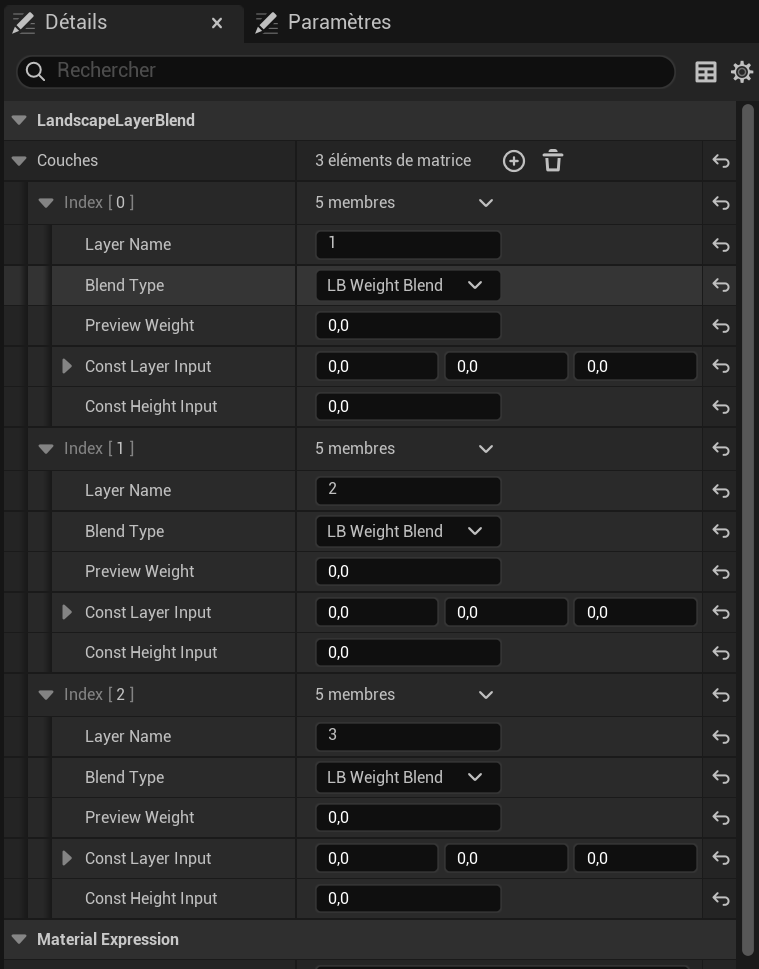 Détails
Paramètres
Rechercher
LandscapeLayerBlend
Couches 3 éléments de matrice
Index [ 0 ] 5 membres
Layer Name 1
Blend Type LB Weight Blend
Preview Weight 0,0
Const Layer Input 0,0 0,0 0,0
Const Height Input 0,0
Index [ 1 ] 5 membres
Layer Name 2
Blend Type LB Weight Blend
Preview Weight 0,0
Const Layer Input 0,0 0,0 0,0
Const Height Input 0,0
Index [ 2 ] 5 membres
Layer Name 3
Blend Type LB Weight Blend
Preview Weight 0,0
Const Layer Input 0,0 0,0 0,0
Const Height Input 0,0
Material Expression